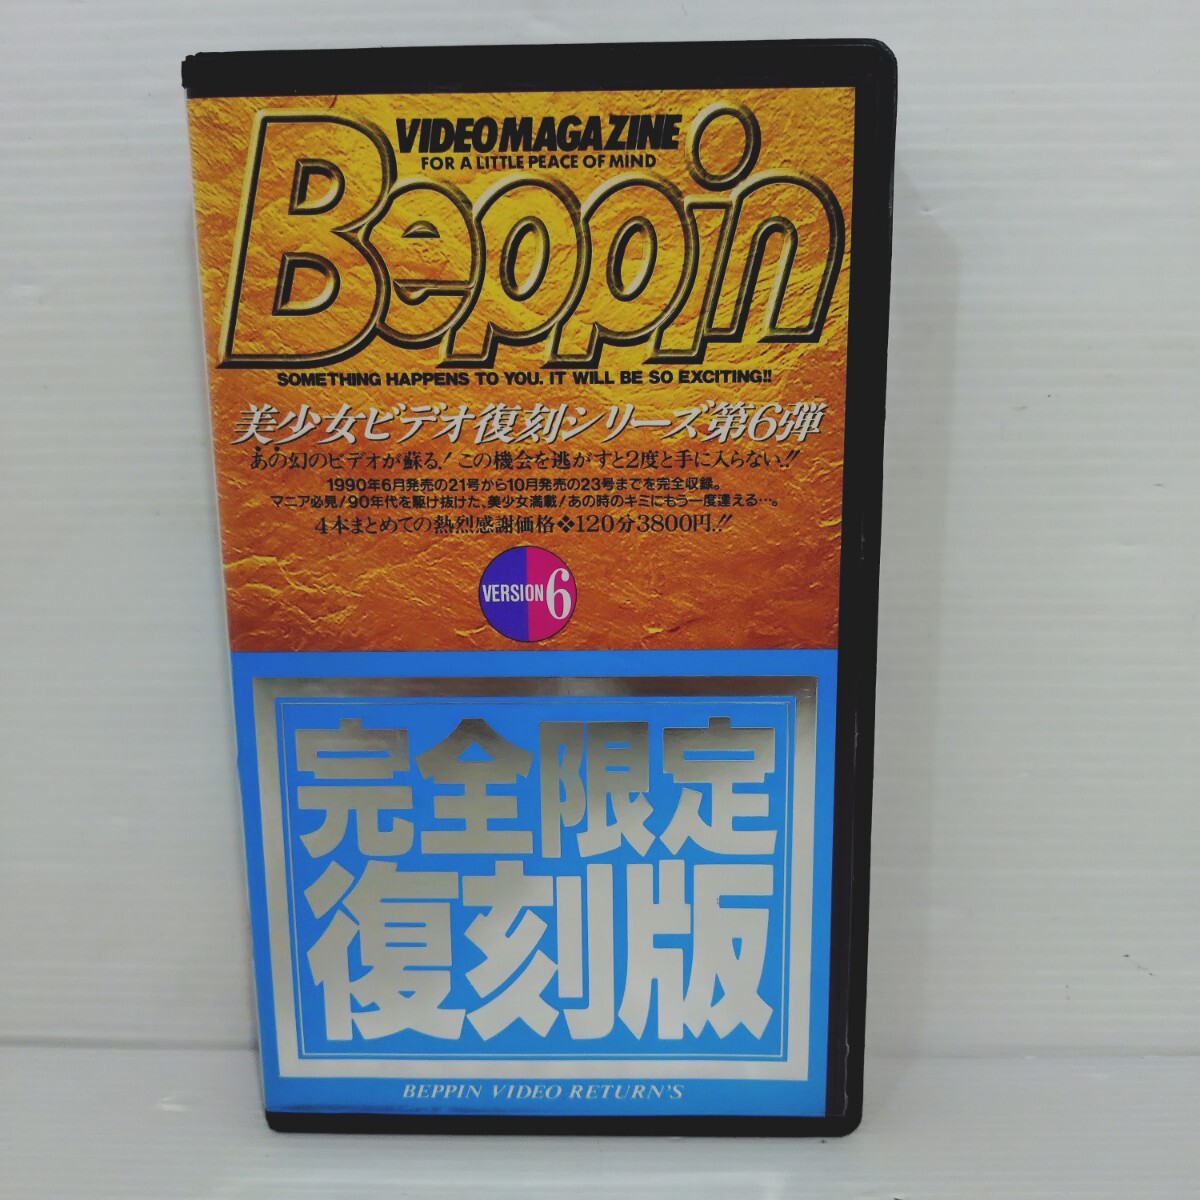 VIDEO MAGAZINE
FOR A LITTLE PEACE OF MIND
Beppin
SOMETHING HAPPENS TO YOU. IT WILL BE SO EXCITING!!
美少女ビデオ復刻シリーズ第6弾
あの幻のビデオが蘇る!この機会を逃がすと2度と手に入らない!!
1990年6月発売の21号から10月発売の23号までを完全収録。
マニア必見!90年代を駆け抜けた、美少女満載!あの時のキミにもう一度逢える…。
4本まとめての熱烈感謝価格❖120分3800円!!
VERSION 6
完全限定
復刻版
BEPPIN VIDEO RETURN'S